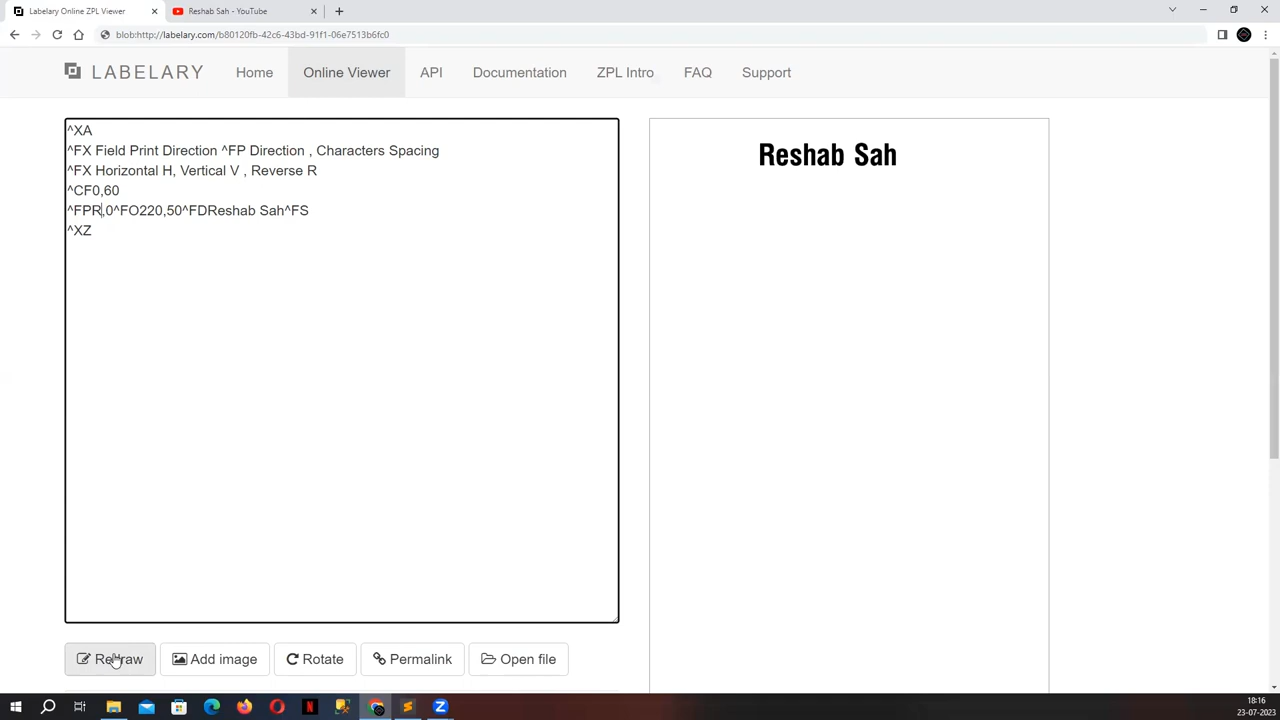 Labelary Online ZPL Viewer
Reshab Sah - YouTube
blob:http://labelary.com/b80120fb-42c6-43bd-91f1-06e7513b6fc0
LABELARY
Home
Online Viewer
API
Documentation
ZPL Intro
FAQ
Support
^XA
^FX Field Print Direction ^FP Direction , Characters Spacing
^FX Horizontal H, Vertical V , Reverse R
^CF0,60
^FPR,0^FO220,50^FDReshab Sah^FS
^XZ
Reshab Sah
Redraw
Add image
Rotate
Permalink
Open file
18:16
23-07-2023